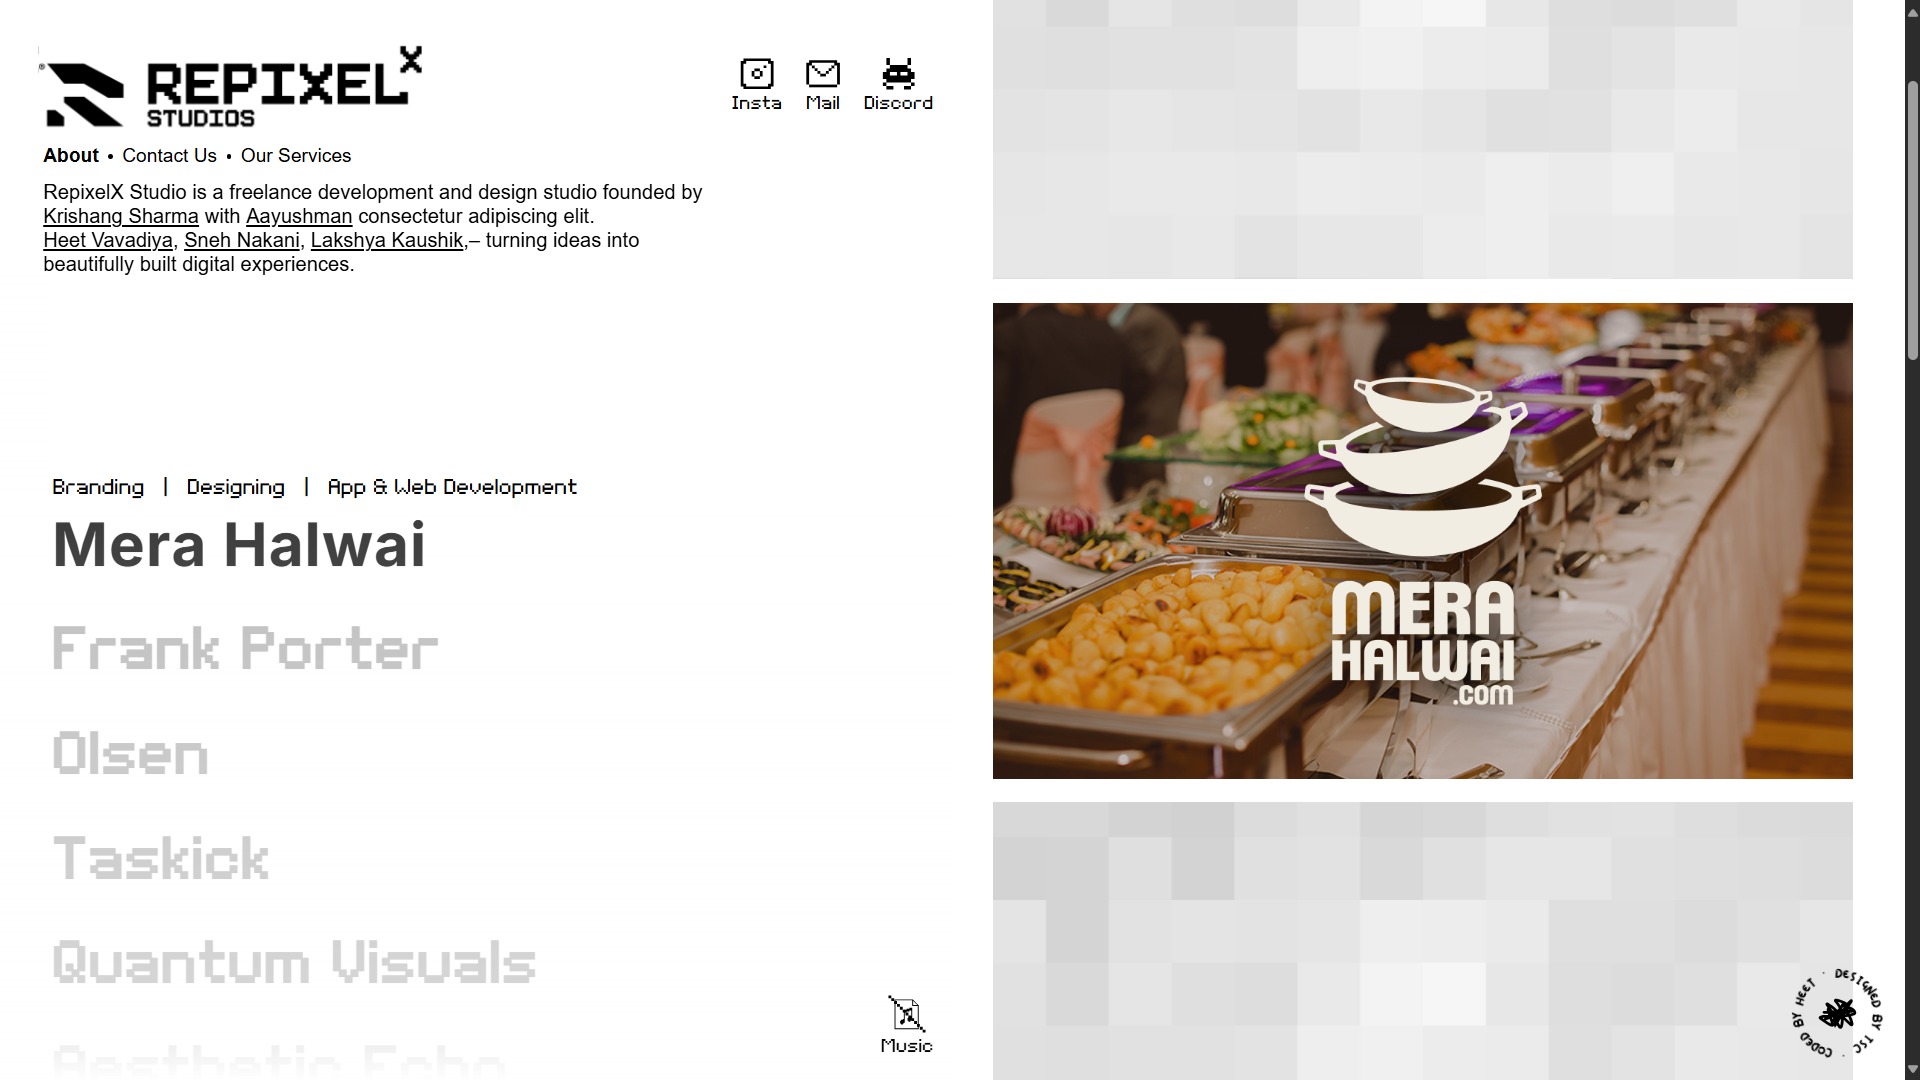 REPIXEL X
STUDIOS
Insta
Mail
Discord
About • Contact Us • Our Services
RepixelX Studio is a freelance development and design studio founded by
Krishang Sharma with Aayushman consectetur adipiscing elit.
Heet Vavadiya, Sneh Nakani, Lakshya Kaushik,– turning ideas into
beautifully built digital experiences.
Branding | Designing | App & Web Development
Mera Halwai
Frank Porter
Olsen
Taskick
Quantum Visuals
Aesthetic Echo
Music
MERA
HALWAI
.com
DESIGNED BY TSC · CODED BY HEET ·